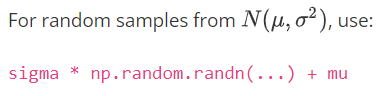 For random samples from N(μ, σ²), use:
sigma * np.random.randn(...) + mu